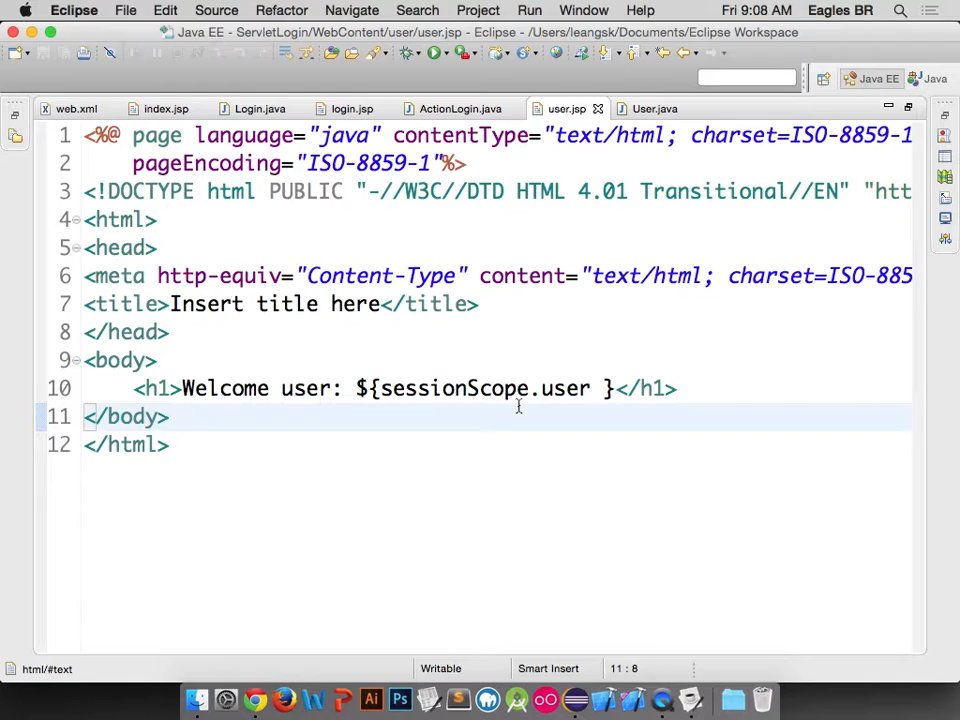 Eclipse File Edit Source Refactor Navigate Search Project Run Window Help Fri 9:08 AM Eagles BR
Java EE - ServletLogin/WebContent/user/user.jsp - Eclipse - /Users/leangsk/Documents/Eclipse Workspace
Java EE Java
web.xml index.jsp Login.java login.jsp ActionLogin.java user.jsp User.java
1 <%@ page language="java" contentType="text/html; charset=ISO-8859-1
2 pageEncoding="ISO-8859-1"%>
3 <!DOCTYPE html PUBLIC "-//W3C//DTD HTML 4.01 Transitional//EN" "htt
4 <html>
5 <head>
6 <meta http-equiv="Content-Type" content="text/html; charset=ISO-885
7 <title>Insert title here</title>
8 </head>
9 <body>
10 <h1>Welcome user: ${sessionScope.user }</h1>
11 </body>
12 </html>
html/#text Writable Smart Insert 11 : 8
W P Ai Ps S